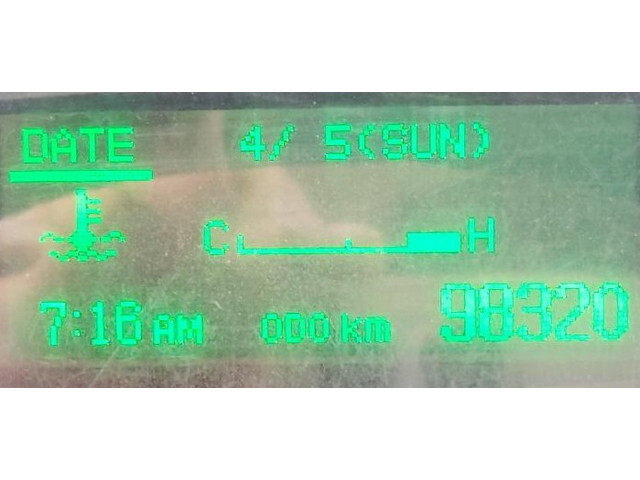 DATE 4/ 5(SUN)
C H
7:16 AM 000 km 98320